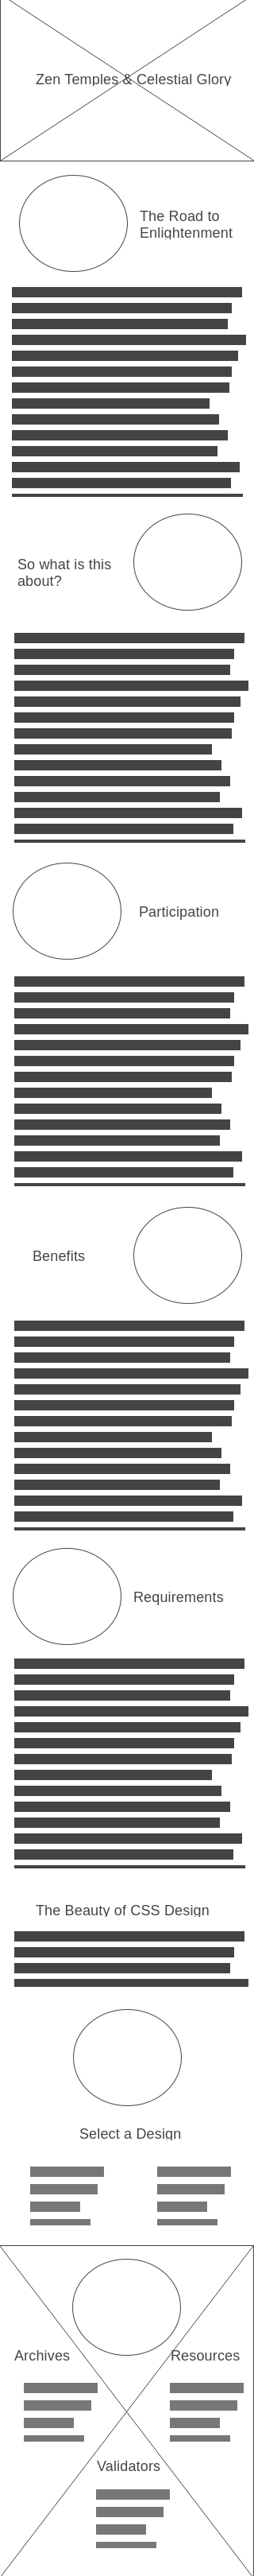 Zen Temples & Celestial Glory
The Road to
Enlightenment
So what is this
about?
Participation
Benefits
Requirements
The Beauty of CSS Design
Select a Design
Archives
Resources
Validators